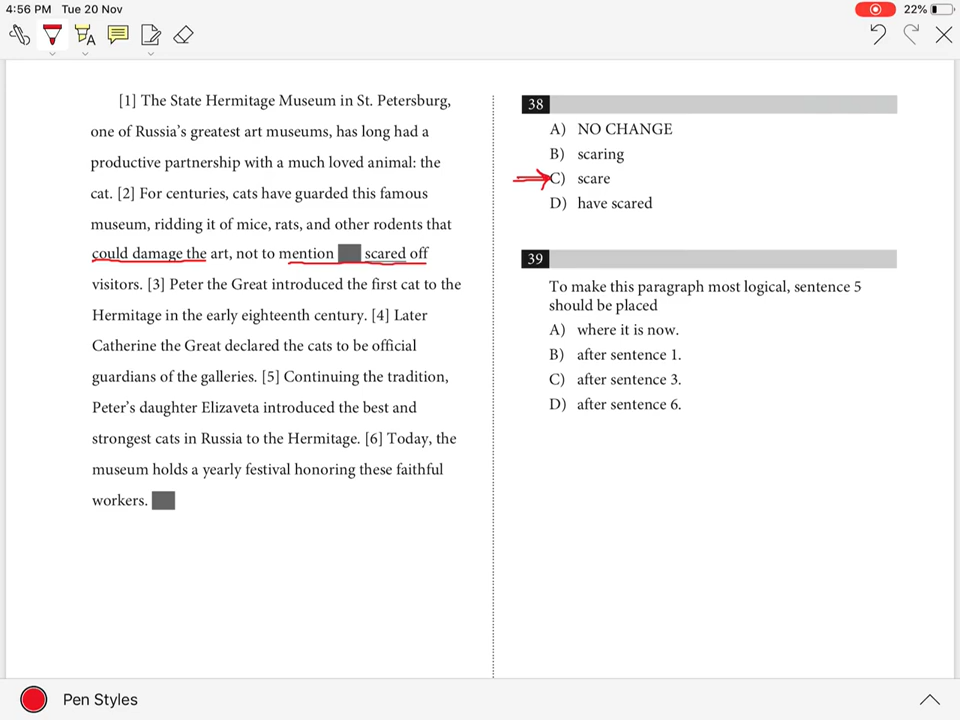 4:56 PM Tue 20 Nov
22%
[1] The State Hermitage Museum in St. Petersburg,
one of Russia's greatest art museums, has long had a
productive partnership with a much loved animal: the
cat. [2] For centuries, cats have guarded this famous
museum, ridding it of mice, rats, and other rodents that
could damage the art, not to mention scared off
visitors. [3] Peter the Great introduced the first cat to the
Hermitage in the early eighteenth century. [4] Later
Catherine the Great declared the cats to be official
guardians of the galleries. [5] Continuing the tradition,
Peter's daughter Elizaveta introduced the best and
strongest cats in Russia to the Hermitage. [6] Today, the
museum holds a yearly festival honoring these faithful
workers.
38
A) NO CHANGE
B) scaring
C) scare
D) have scared
39
To make this paragraph most logical, sentence 5
should be placed
A) where it is now.
B) after sentence 1.
C) after sentence 3.
D) after sentence 6.
Pen Styles